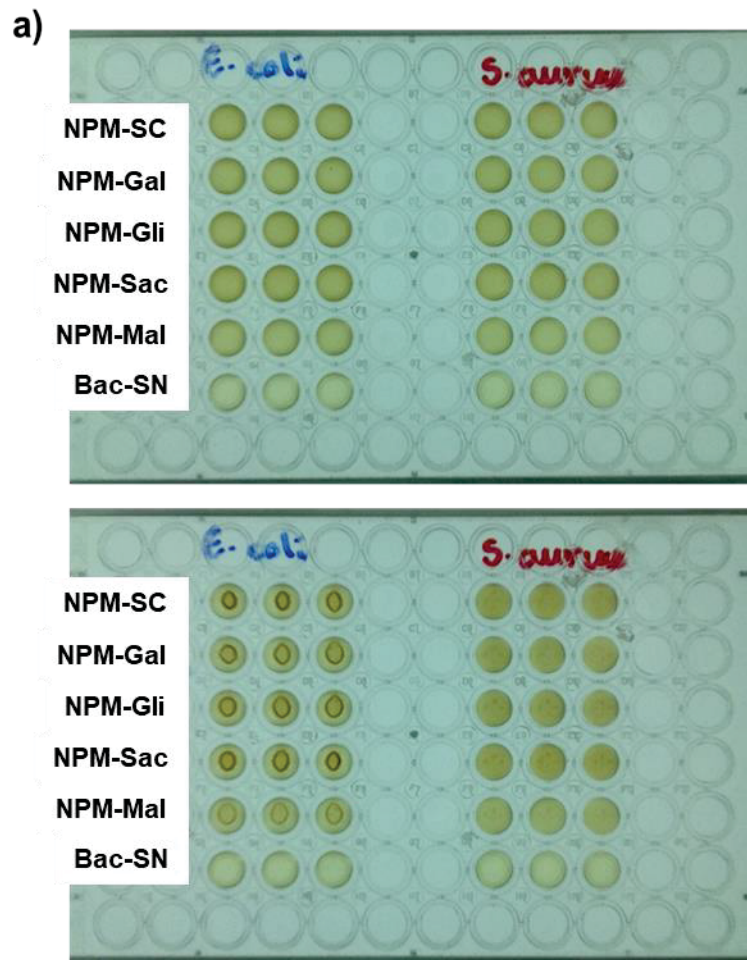 a)
E. coli S. aureus
NPM-SC
NPM-Gal
NPM-Gli
NPM-Sac
NPM-Mal
Bac-SN
E. coli S. aureus
NPM-SC
NPM-Gal
NPM-Gli
NPM-Sac
NPM-Mal
Bac-SN